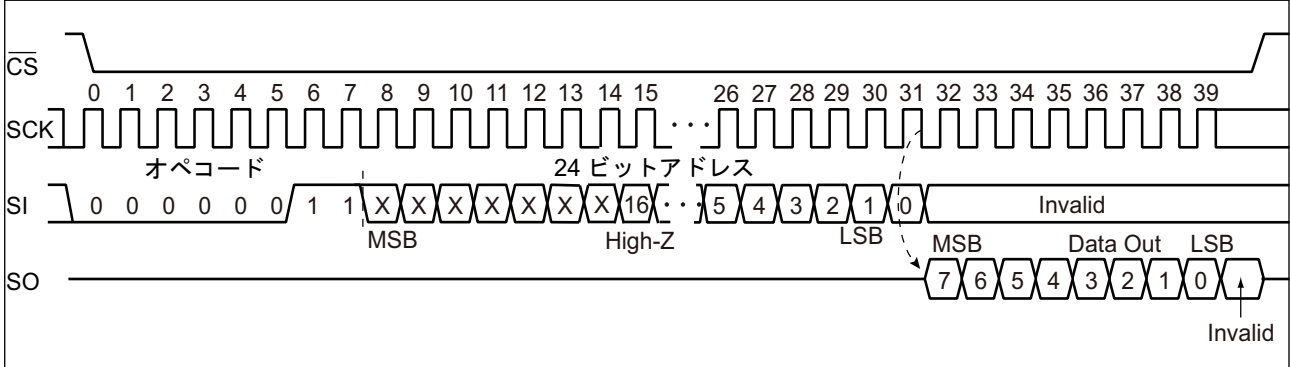 CS
0 1 2 3 4 5 6 7 8 9 10 11 12 13 14 15 26 27 28 29 30 31 32 33 34 35 36 37 38 39
SCK ···
オペコード 24 ビットアドレス
SI 0 0 0 0 0 0 1 1 X X X X X X X 16 ··· 5 4 3 2 1 0 Invalid
MSB High-Z LSB MSB Data Out LSB
SO 7 6 5 4 3 2 1 0
Invalid